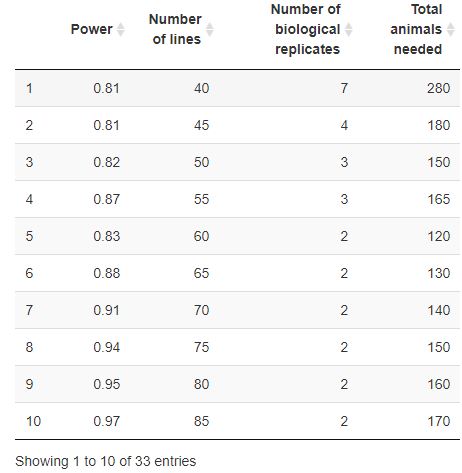 Power Number of lines Number of biological replicates Total animals needed
1 0.81 40 7 280
2 0.81 45 4 180
3 0.82 50 3 150
4 0.87 55 3 165
5 0.83 60 2 120
6 0.88 65 2 130
7 0.91 70 2 140
8 0.94 75 2 150
9 0.95 80 2 160
10 0.97 85 2 170
Showing 1 to 10 of 33 entries